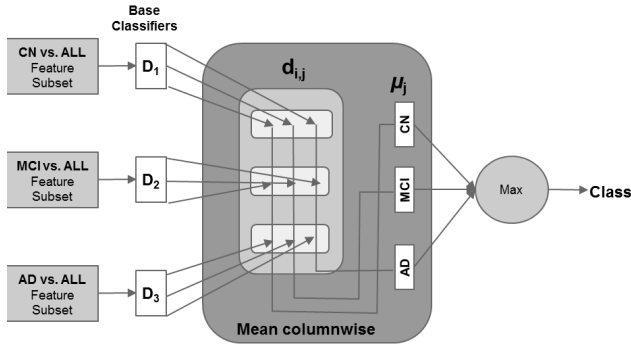 Base
Classifiers
CN vs. ALL
Feature
Subset
D1
di,j
μj
CN
MCI vs. ALL
Feature
Subset
D2
MCI
Max
Class
AD vs. ALL
Feature
Subset
D3
AD
Mean columnwise